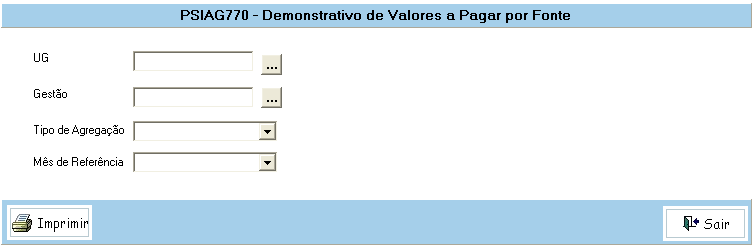 PSIAG770 - Demonstrativo de Valores a Pagar por Fonte
UG
...
Gestão
...
Tipo de Agregação
Mês de Referência
Imprimir
Sair